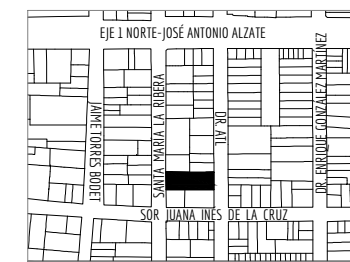 EJE 1 NORTE-JOSÉ ANTONIO ALZATE
JAIME TORRES BODET
SANTA MARIA LA RIBERA
DR. ATL
DR. ENRIQUE GONZÁLEZ MARTÍNEZ
SOR JUANA INÉS DE LA CRUZ